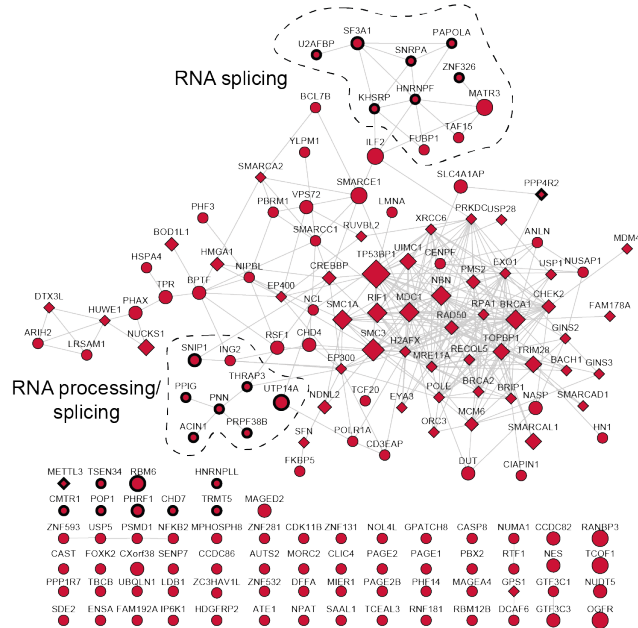 SF3A1
PAPOLA
U2AFBP
SNRPA
RNA splicing
ZNF326
KHSRP
HNRNPF
MATR3
BCL7B
TAF15
FUBP1
YLPM1
ILF2
SMARCA2
SLC4A1AP
SMARCE1
PPP4R2
VPS72
PBRM1
LMNA
PHF3
RUVBL2
PRKDC
USP28
XRCC6
BOD1L1
SMARCC1
ANLN
MDM4
HMGA1
TP53BP1
UIMC1
HSPA4
NIPBL
CREBBP
CENPF
EXO1
USP1
NUSAP1
TPR
BPTF
EP400
NBN
PMS2
CHEK2
DTX3L
PHAX
NCL
SMC1A
RIF1
MDC1
RPA1
BRCA1
FAM178A
HUWE1
RAD50
ARIH2
LRSAM1
NUCKS1
RSF1
CHD4
SMC3
H2AFX
TOPBP1
GINS2
SNIP1
ING2
EP300
MRE11A
RECQL5
TRIM28
BACH1
GINS3
RNA processing/
splicing
PPIG
THRAP3
UTP14A
PNN
NDNL2
TCF20
EYA3
POLE
BRCA2
BRIP1
NASP
SMARCAD1
ACIN1
PRPF38B
SFN
POLR1A
ORC3
MCM6
SMARCAL1
HN1
CD3EAP
FKBP5
DUT
CIAPIN1
METTL3 TSEN34 RBM6 HNRNPLL
CMTR1 POP1 PHRF1 CHD7 TRMT5 MAGED2
ZNF593 USP5 PSMD1 NFKB2 MPHOSPH8 ZNF281 CDK11B ZNF131 NOL4L GPATCH8 CASP8 NUMA1 CCDC82 RANBP3
CAST FOXK2 CXorf38 SENP7 CCDC86 AUTS2 MORC2 CLIC4 PAGE2 PAGE1 PBX2 RTF1 NES TCOF1
PPP1R7 TBCB UBQLN1 LDB1 ZC3HAV1L ZNF532 DFFA MIER1 PAGE2B PHF14 MAGEA4 GPS1 GTF3C1 NUDT5
SDE2 ENSA FAM192A IP6K1 HDGFRP2 ATE1 NPAT SAAL1 TCEAL3 RNF181 RBM12B DCAF6 GTF3C3 OGFR